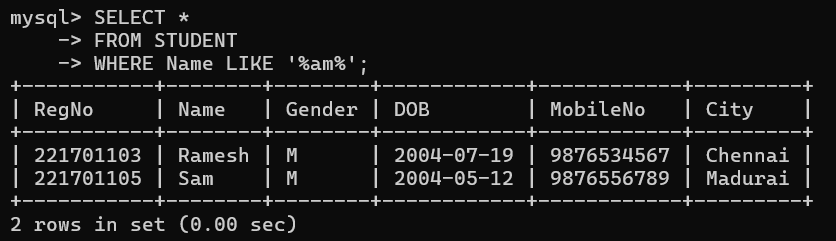 mysql> SELECT *
    -> FROM STUDENT
    -> WHERE Name LIKE '%am%';
+-----------+--------+--------+------------+------------+---------+
| RegNo     | Name   | Gender | DOB        | MobileNo   | City    |
+-----------+--------+--------+------------+------------+---------+
| 221701103 | Ramesh | M      | 2004-07-19 | 9876534567 | Chennai |
| 221701105 | Sam    | M      | 2004-05-12 | 9876556789 | Madurai |
+-----------+--------+--------+------------+------------+---------+
2 rows in set (0.00 sec)